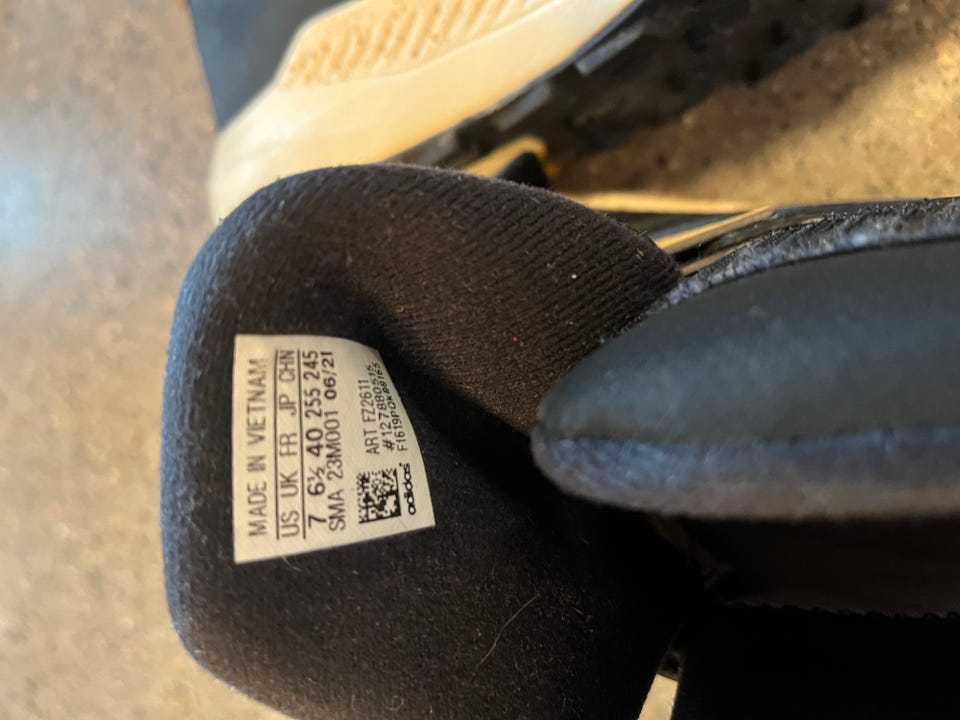 MADE IN VIETNAM
US UK FR JP CHN
7 6½ 40 255 245
SMA 23M001 06/21
ART FZ2611
#127880515
adidas